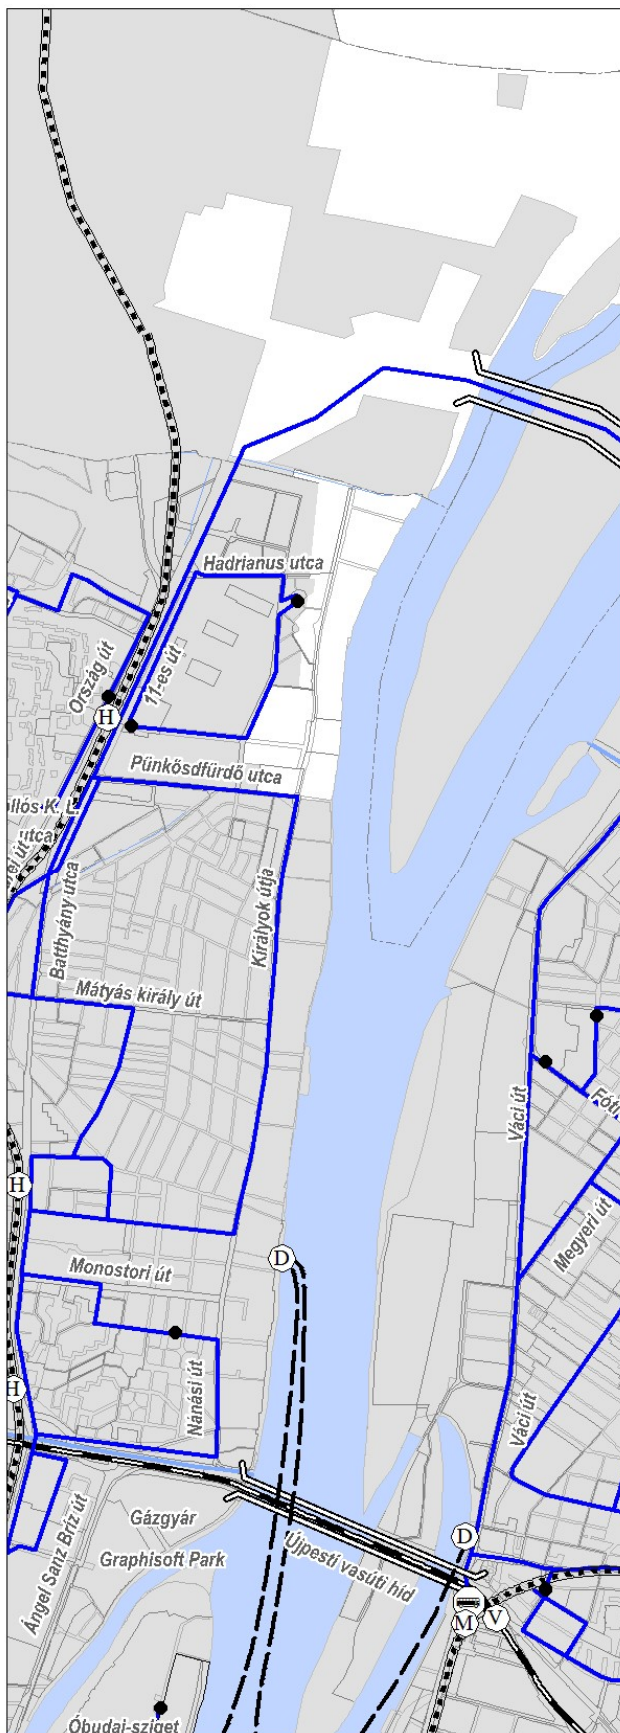 Hadrianus utca
Ország út
11-es út
H
Pünkösdfürdő utca
utca
Batthyány utca
Királyok útja
Mátyás király út
Váci út
H
Megyeri út
D
Monostori út
H
Nánási út
Váci út
Ángel Sanz Bríz út
Gázgyár
Graphisoft Park
Újpesti vasúti híd
D
M
V
Óbudai-sziget